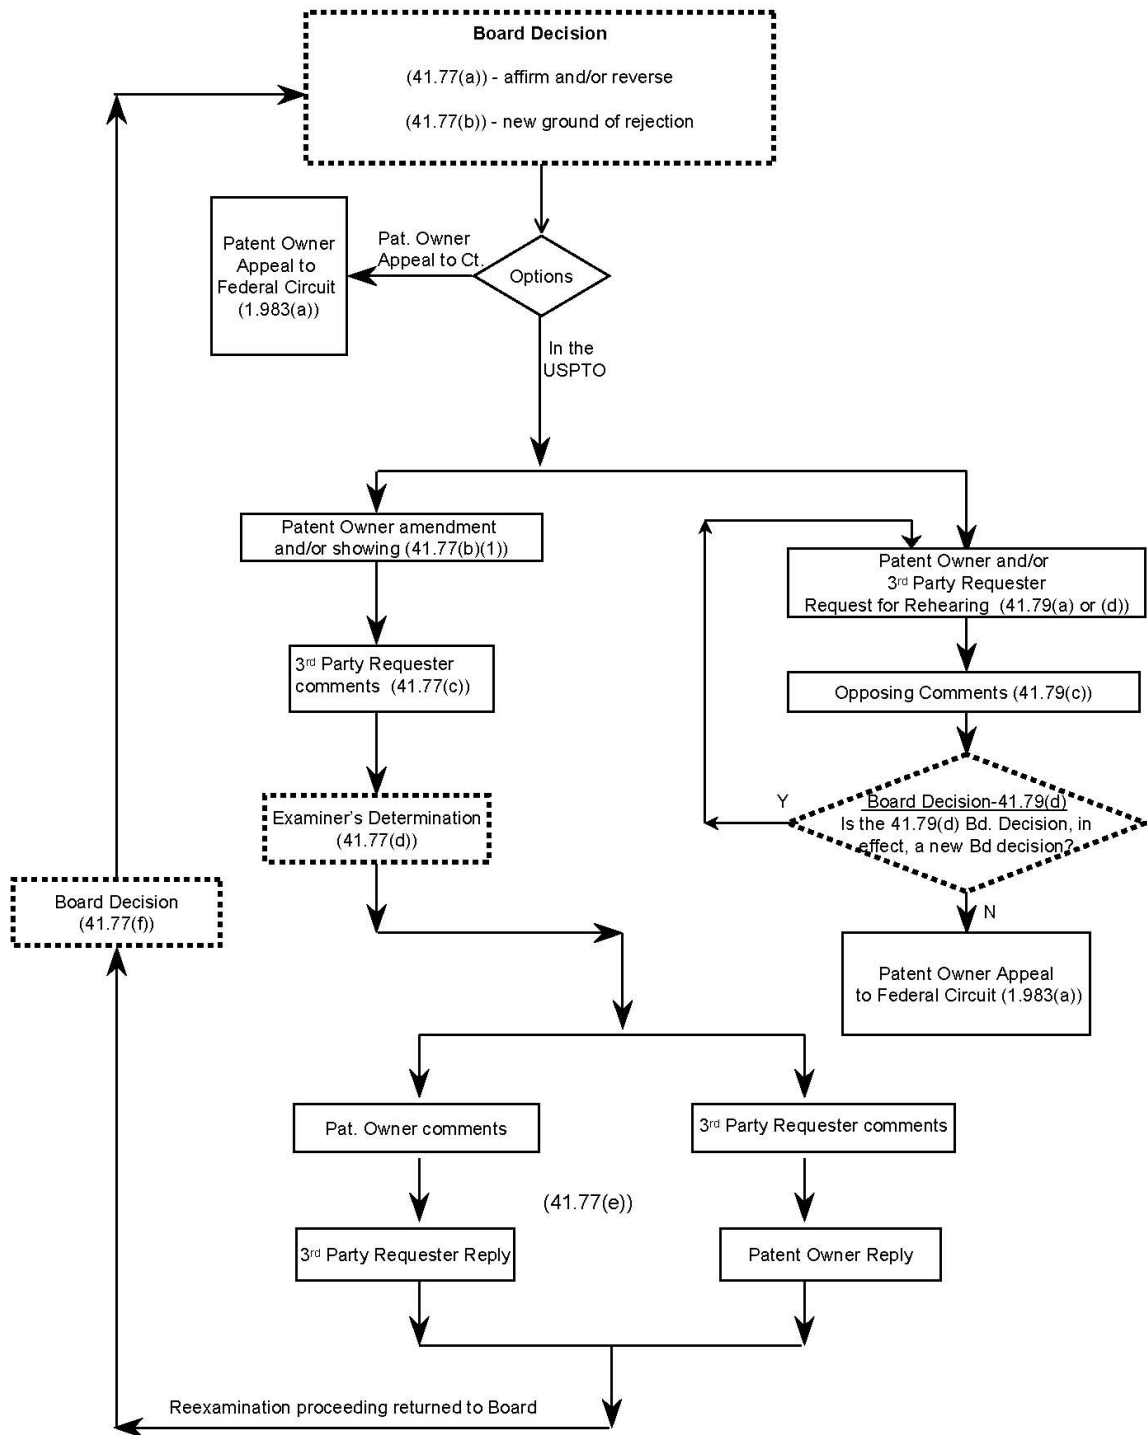 Board Decision
(41.77(a)) - affirm and/or reverse
(41.77(b)) - new ground of rejection
Patent Owner
Appeal to
Federal Circuit
(1.983(a))
Pat. Owner
Appeal to Ct.
Options
In the
USPTO
Patent Owner amendment
and/or showing (41.77(b)(1))
Patent Owner and/or
3rd Party Requester
Request for Rehearing (41.79(a) or (d))
3rd Party Requester
comments (41.77(c))
Opposing Comments (41.79(c))
Examiner's Determination
(41.77(d))
Y
Board Decision-41.79(d)
Is the 41.79(d) Bd. Decision, in
effect, a new Bd decision?
N
Board Decision
(41.77(f))
Patent Owner Appeal
to Federal Circuit (1.983(a))
Pat. Owner comments
3rd Party Requester comments
(41.77(e))
3rd Party Requester Reply
Patent Owner Reply
Reexamination proceeding returned to Board